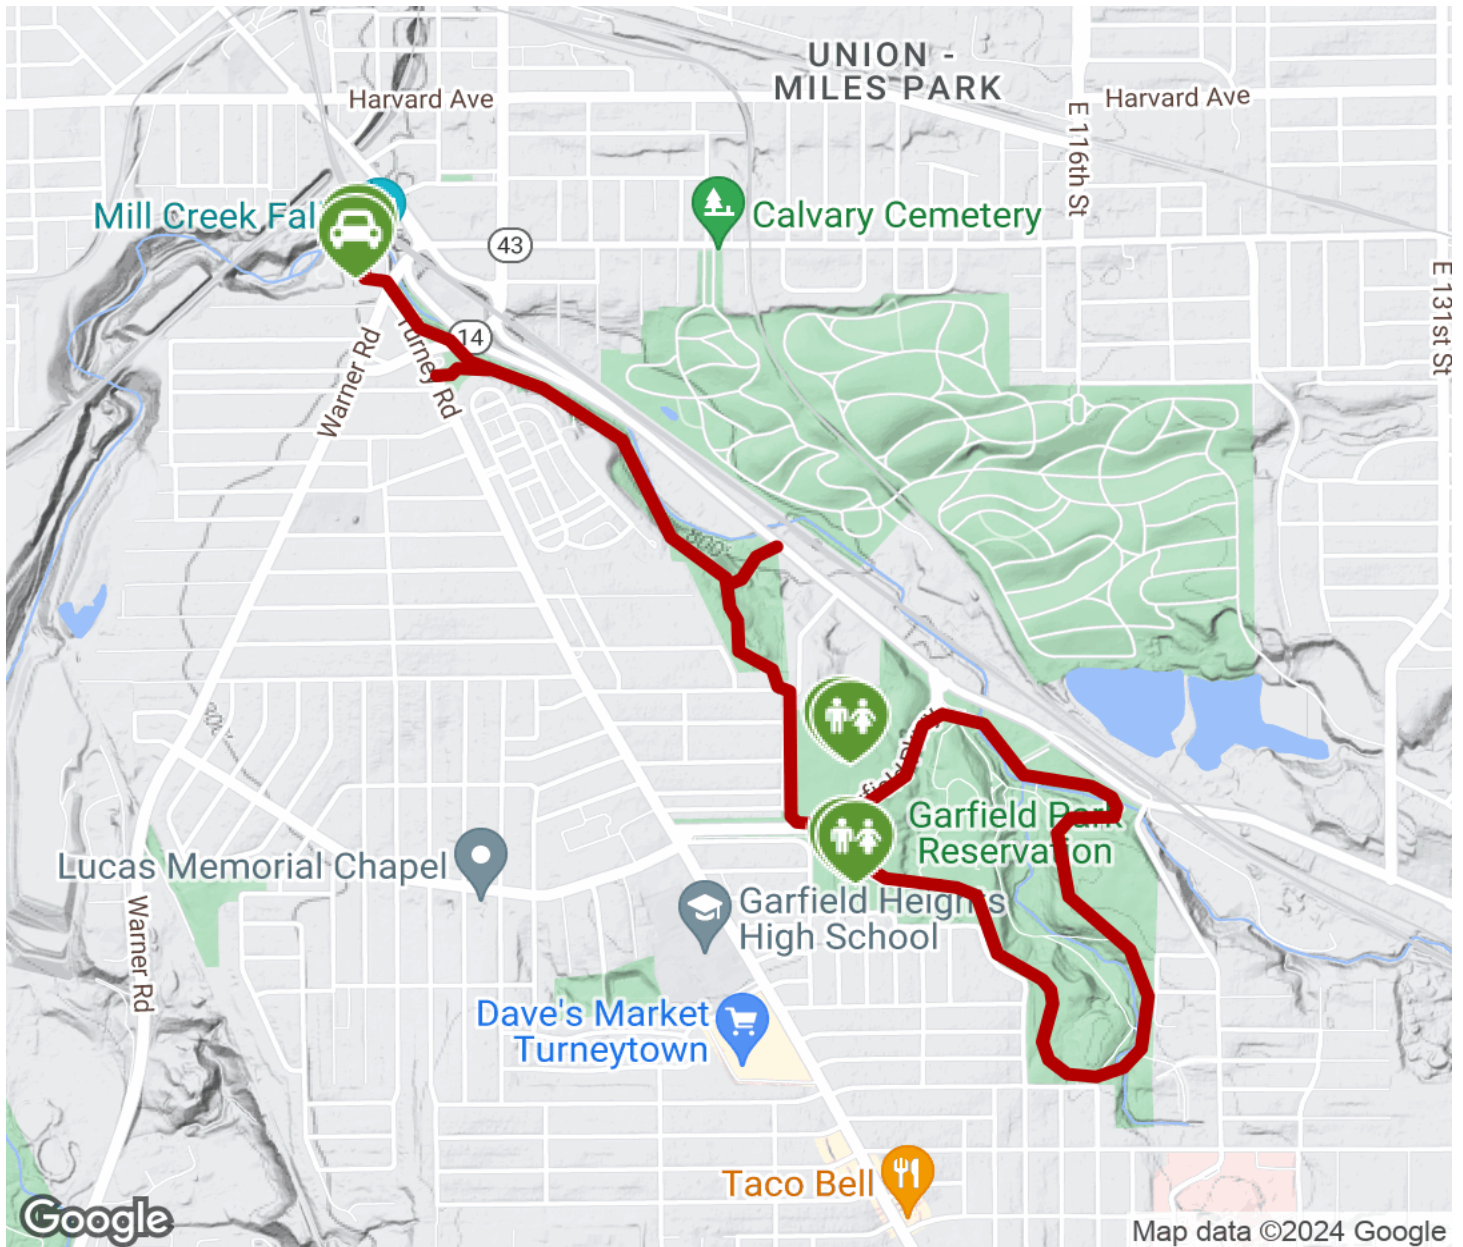 UNION -
MILES PARK
Harvard Ave
Harvard Ave
E 116th St
Mill Creek Fal
Calvary Cemetery
43
E 131st St
14
Turney Rd
Warner Rd
800
Garfield Park
Reservation
Lucas Memorial Chapel
Garfield Heights
High School
Warner Rd
Dave's Market
Turneytown
Taco Bell
Google
Map data ©2024 Google